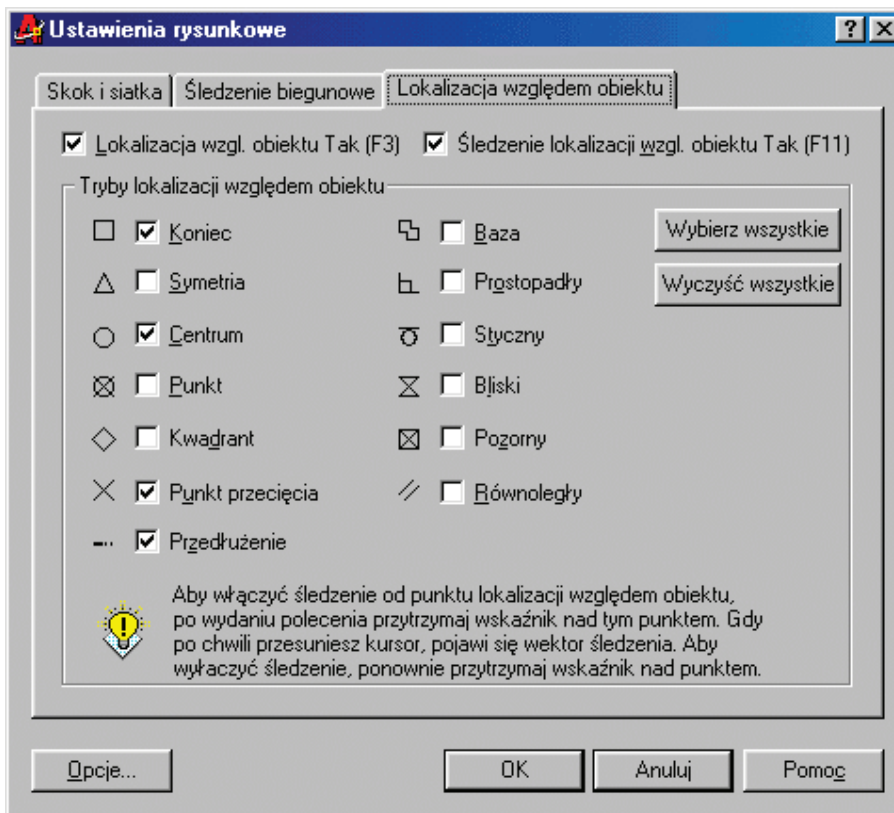 Ustawienia rysunkowe
Skok i siatka
Śledzenie biegunowe
Lokalizacja względem obiektu
Lokalizacja wzgl. obiektu Tak (F3)
Śledzenie lokalizacji wzgl. obiektu Tak (F11)
Tryby lokalizacji względem obiektu
Koniec
Baza
Wybierz wszystkie
Symetria
Prostopadły
Wyczyść wszystkie
Centrum
Styczny
Punkt
Bliski
Kwadrant
Pozorny
Punkt przecięcia
Równoległy
Przedłużenie
Aby włączyć śledzenie od punktu lokalizacji względem obiektu,
po wydaniu polecenia przytrzymaj wskaźnik nad tym punktem. Gdy
po chwili przesuniesz kursor, pojawi się wektor śledzenia. Aby
wyłaczyć śledzenie, ponownie przytrzymaj wskaźnik nad punktem.
Opcje...
OK
Anuluj
Pomoc